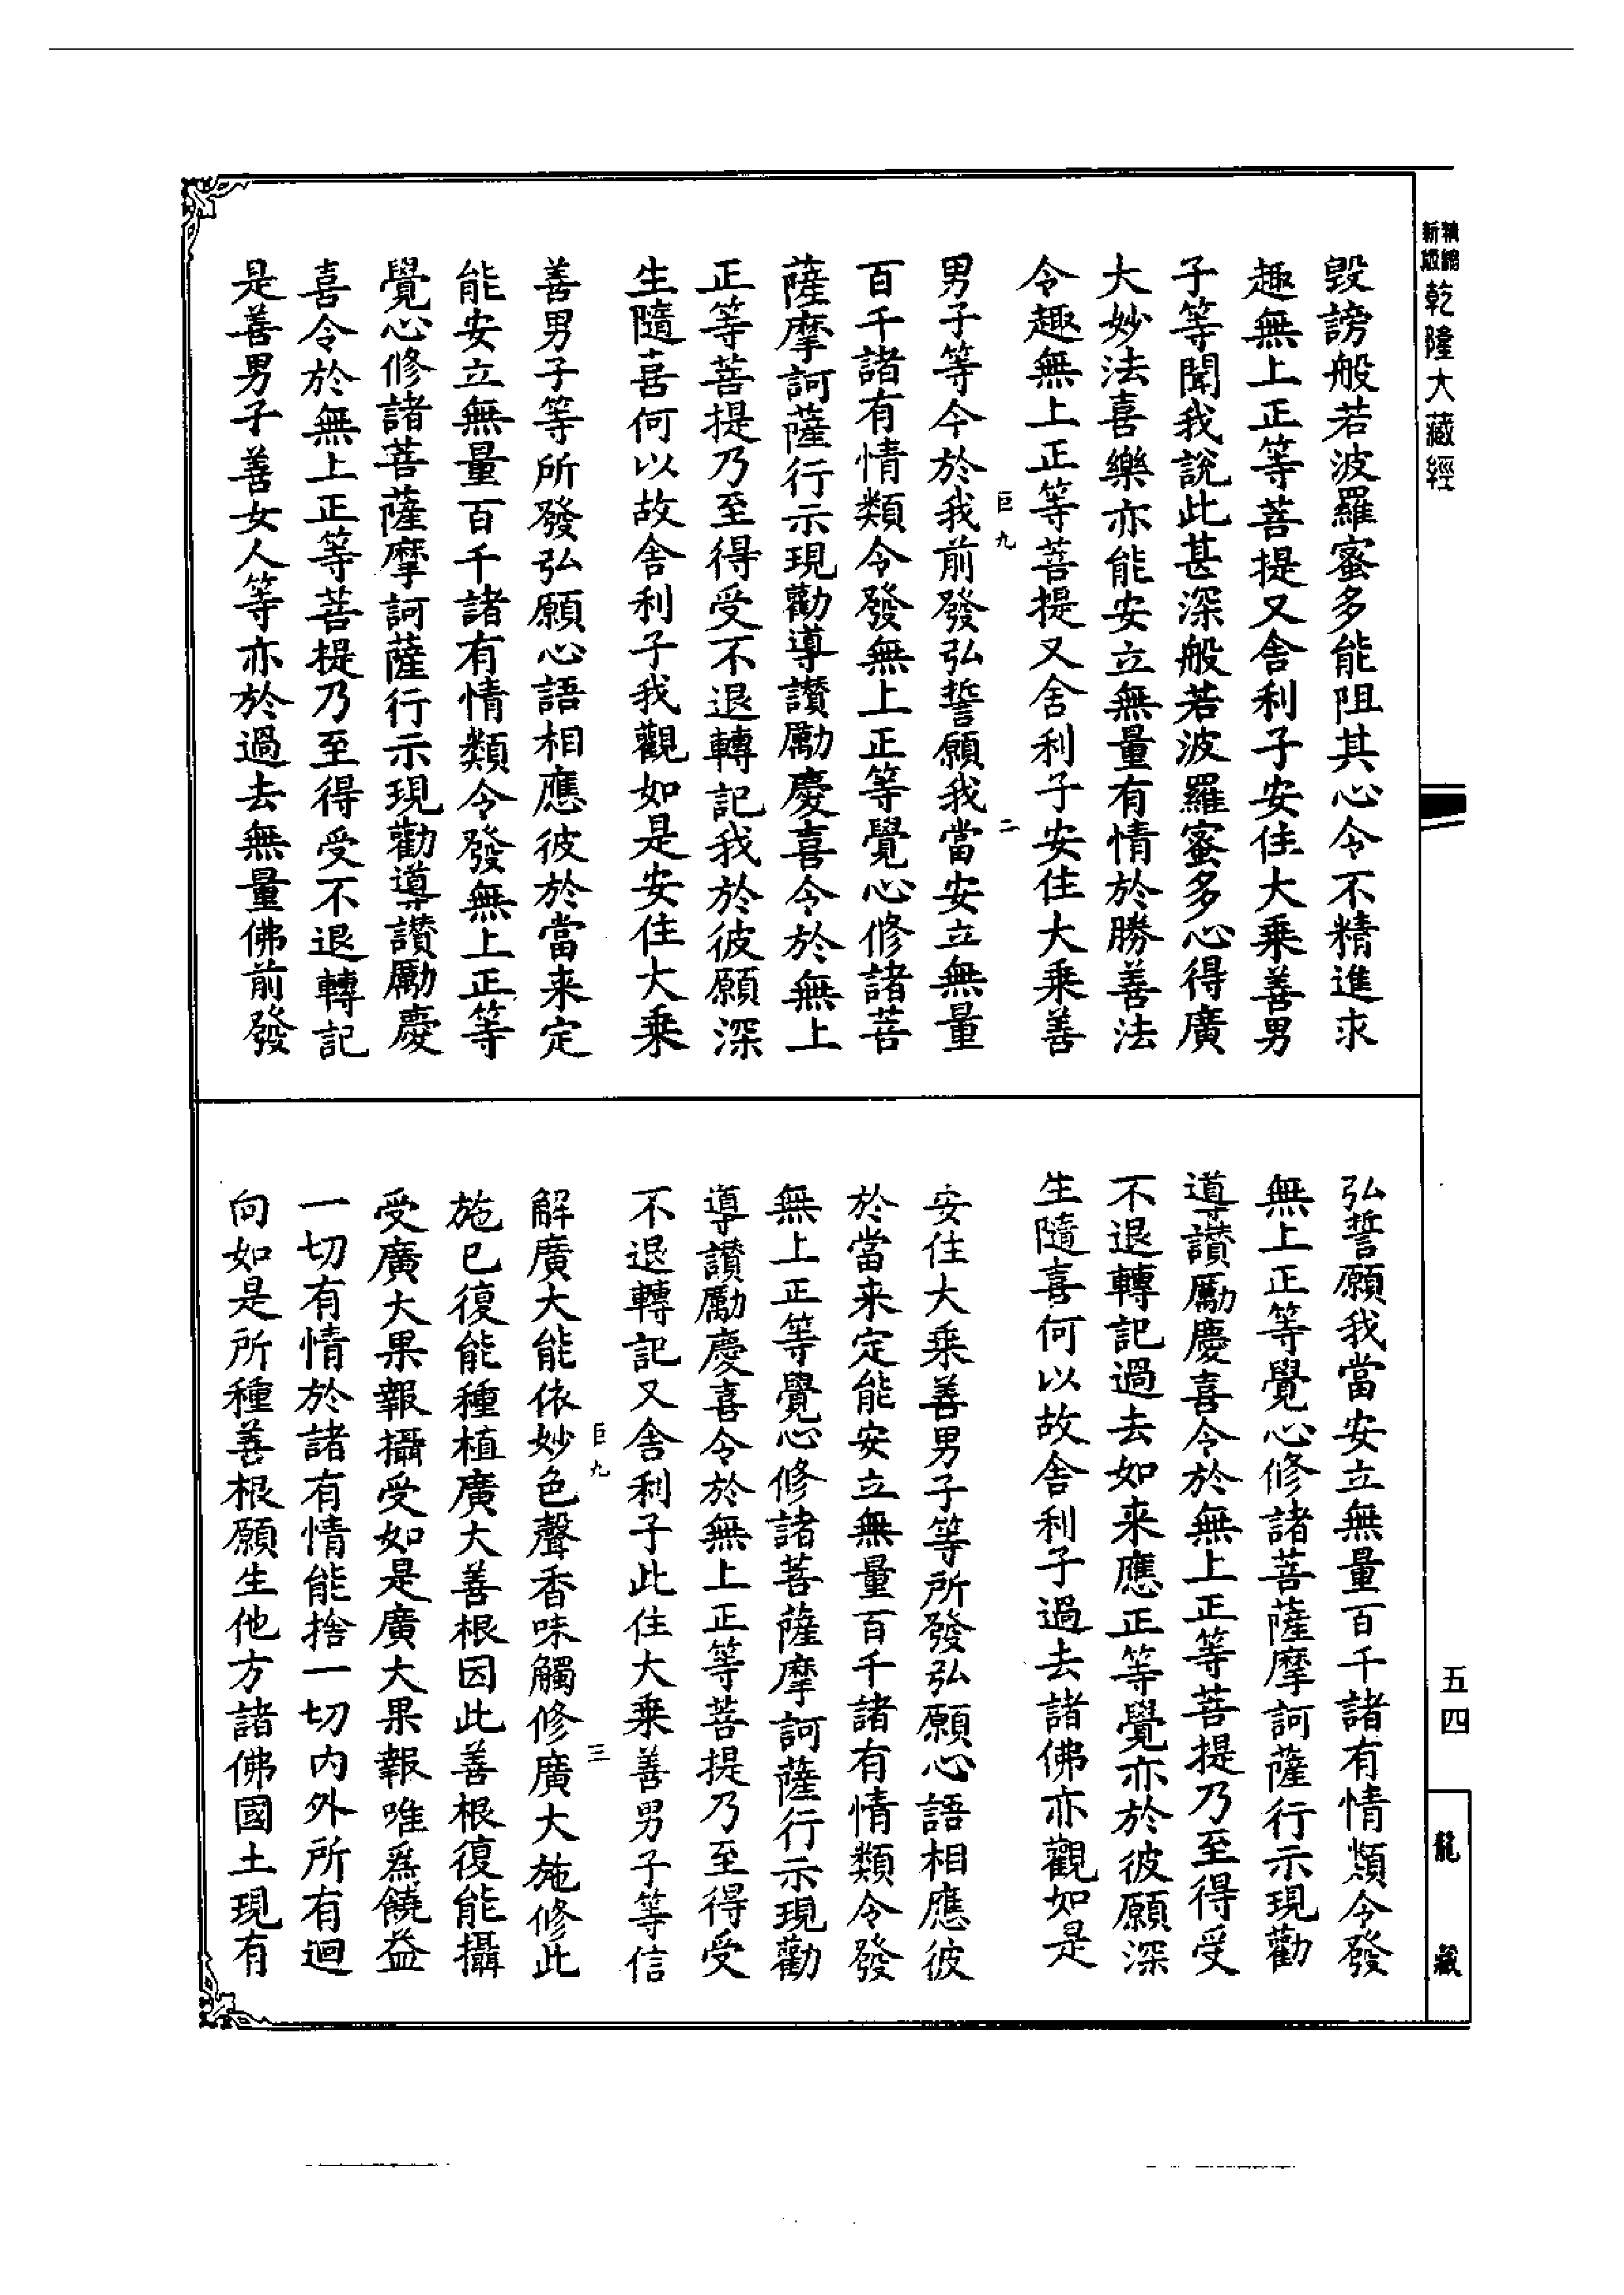 新版
精縮
乾隆大藏經
毀謗般若波羅蜜多能阻其心令不精進求
趣無上正等菩提又舍利子安住大乘善男
子等聞我說此甚深般若波羅蜜多心得廣
大妙法喜樂亦能安立無量有情於勝善法
令趣無上正等菩提又舍利子安住大乘善
巨九 二
男子等今於我前發弘誓願我當安立無量
百千諸有情類令發無上正等覺心修諸菩
薩摩訶薩行示現勸導讚勵慶喜令於無上
正等菩提乃至得受不退轉記我於彼願深
生隨喜何以故舍利子我觀如是安住大乘
善男子等所發弘願心語相應彼於當来定
能安立無量百千諸有情類令發無上正等
覺心修諸菩薩摩訶薩行示現勸導讚勵慶
喜令於無上正等菩提乃至得受不退轉記
是善男子善女人等亦於過去無量佛前發
弘誓願我當安立無量百千諸有情類令發
無上正等覺心修諸菩薩摩訶薩行示現勸
導讚勵慶喜令於無上正等菩提乃至得受
不退轉記過去如来應正等覺亦於彼願深
生隨喜何以故舍利子過去諸佛亦觀如是
安住大乘善男子等所發弘願心語相應彼
於當来定能安立無量百千諸有情類令發
無上正等覺心修諸菩薩摩訶薩行示現勸
導讚勵慶喜令於無上正等菩提乃至得受
不退轉記又舍利子此住大乘善男子等信
巨九 三
解廣大能依妙色聲香味觸修廣大施修此
施已復能種植廣大善根因此善根復能攝
受廣大果報攝受如是廣大果報唯為饒益
一切有情於諸有情能捨一切內外所有迴
向如是所種善根願生他方諸佛國土現有
五四
龍藏